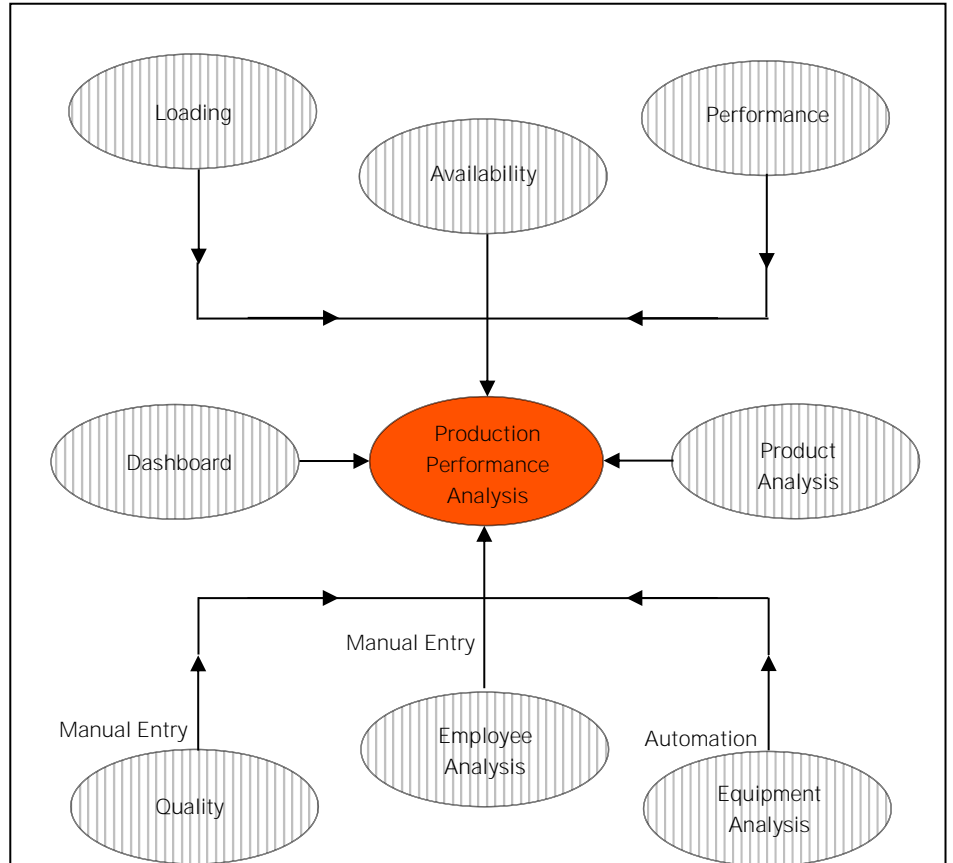 Loading
Performance
Availability
Production
Performance
Analysis
Dashboard
Product
Analysis
Manual Entry
Manual Entry
Employee
Analysis
Automation
Quality
Equipment
Analysis